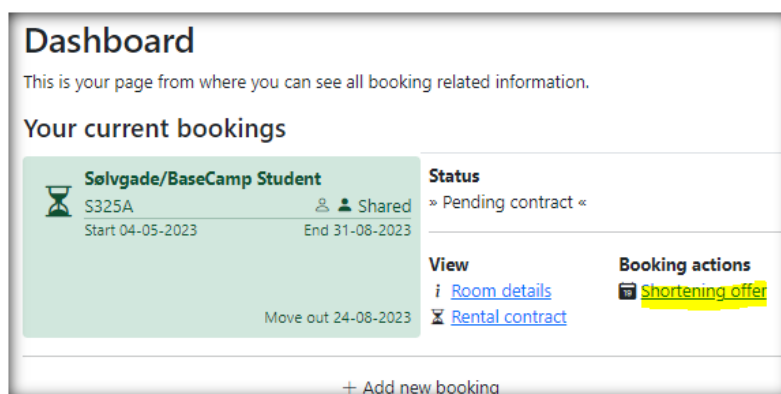 Dashboard
This is your page from where you can see all booking related information.
Your current bookings
Sølvgade/BaseCamp Student
S325A Shared
Start 04-05-2023 End 31-08-2023
Move out 24-08-2023
Status
» Pending contract «
View
i Room details
Rental contract
Booking actions
19 Shortening offer
+ Add new booking